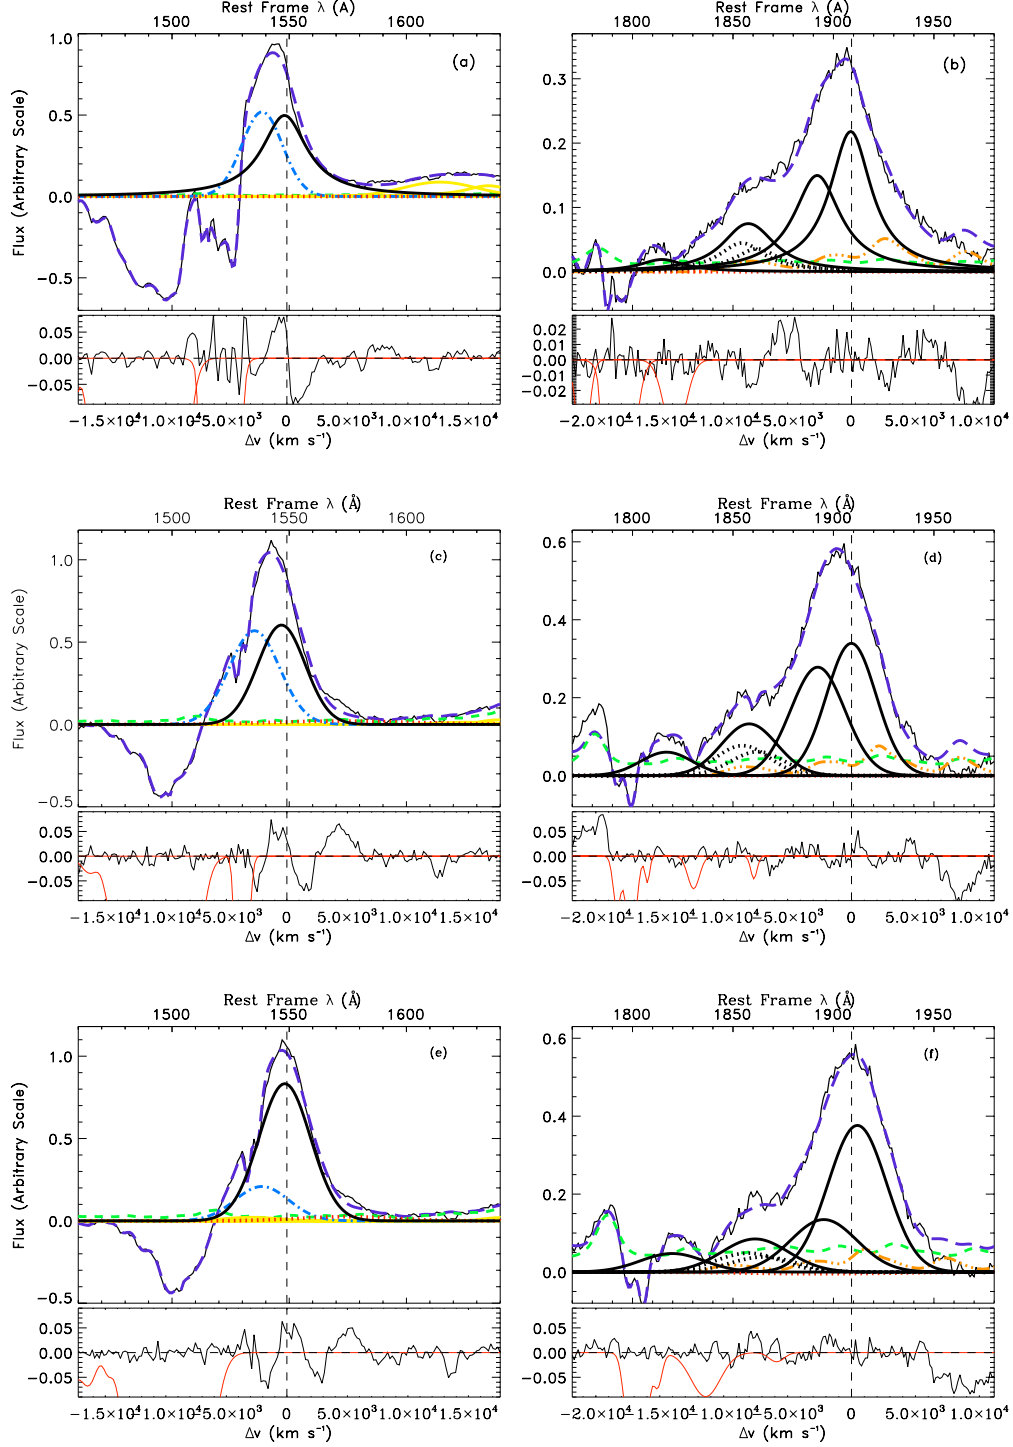 Rest Frame λ (A)
1500 1550 1600
(a)
Flux (Arbitrary Scale)
1.0
0.5
0.0
−0.5
0.05
0.00
−0.05
−1.5×10⁴ −1.0×10⁴ −5.0×10³ 0 5.0×10³ 1.0×10⁴ 1.5×10⁴
Δv (km s⁻¹)
Rest Frame λ (A)
1800 1850 1900 1950
(b)
0.3
0.2
0.1
0.0
0.02
0.01
0.00
−0.01
−0.02
−2.0×10⁴ −1.5×10⁴ −1.0×10⁴ −5.0×10³ 0 5.0×10³ 1.0×10⁴
Δv (km s⁻¹)
Rest Frame λ (Å)
1500 1550 1600
(c)
Flux (Arbitrary Scale)
1.0
0.5
0.0
−0.5
0.05
0.00
−0.05
−1.5×10⁴ −1.0×10⁴ −5.0×10³ 0 5.0×10³ 1.0×10⁴ 1.5×10⁴
Δv (km s⁻¹)
Rest Frame λ (Å)
1800 1850 1900 1950
(d)
0.6
0.4
0.2
0.0
0.05
0.00
−0.05
−2.0×10⁴ −1.5×10⁴ −1.0×10⁴ −5.0×10³ 0 5.0×10³ 1.0×10⁴
Δv (km s⁻¹)
Rest Frame λ (Å)
1500 1550 1600
(e)
Flux (Arbitrary Scale)
1.0
0.5
0.0
−0.5
0.05
0.00
−0.05
−1.5×10⁴ −1.0×10⁴ −5.0×10³ 0 5.0×10³ 1.0×10⁴ 1.5×10⁴
Δv (km s⁻¹)
Rest Frame λ (Å)
1800 1850 1900 1950
(f)
0.6
0.4
0.2
0.0
0.05
0.00
−0.05
−2.0×10⁴ −1.5×10⁴ −1.0×10⁴ −5.0×10³ 0 5.0×10³ 1.0×10⁴
Δv (km s⁻¹)